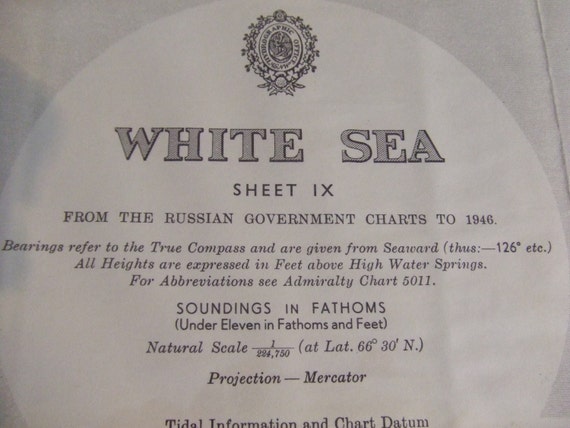 HYDROGRAPHIC OFFICE
WHITE SEA
SHEET IX
FROM THE RUSSIAN GOVERNMENT CHARTS TO 1946.
Bearings refer to the True Compass and are given from Seaward (thus:—126° etc.)
All Heights are expressed in Feet above High Water Springs.
For Abbreviations see Admiralty Chart 5011.
SOUNDINGS IN FATHOMS
(Under Eleven in Fathoms and Feet)
Natural Scale 1/224,750 (at Lat. 66° 30' N.)
Projection — Mercator
Tidal Information and Chart Datum